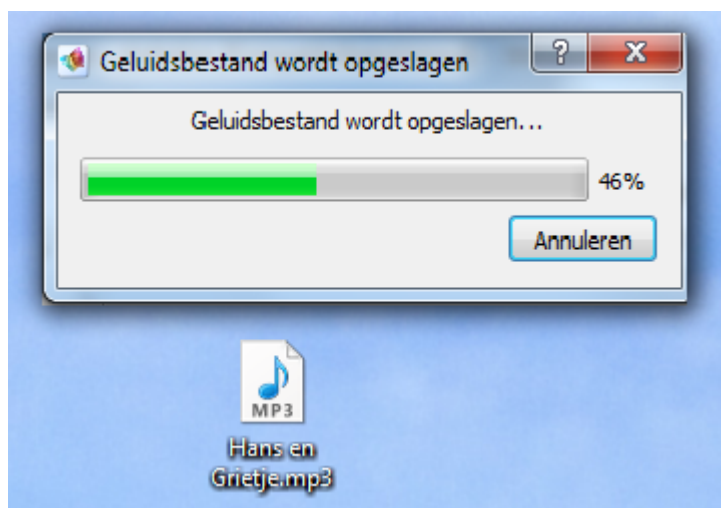 Geluidsbestand wordt opgeslagen
Geluidsbestand wordt opgeslagen...
46%
Annuleren
MP3
Hans en
Grietje.mp3